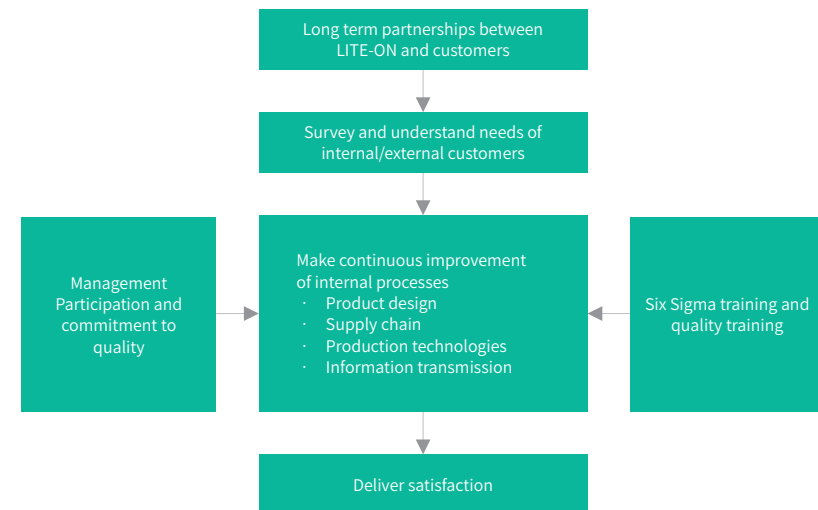 Long term partnerships between
LITE-ON and customers
Survey and understand needs of
internal/external customers
Management
Participation and
commitment to
quality
Make continuous improvement
of internal processes
· Product design
· Supply chain
· Production technologies
· Information transmission
Six Sigma training and
quality training
Deliver satisfaction